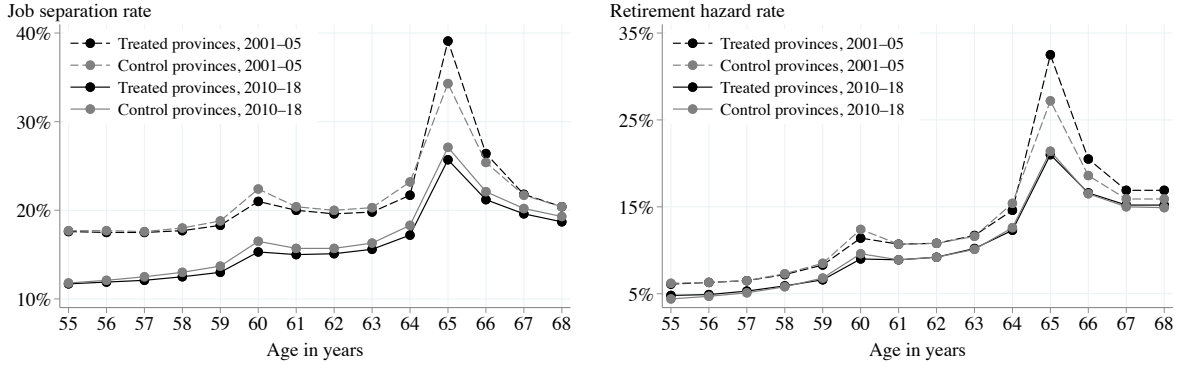 Job separation rate
40%
30%
20%
10%
Treated provinces, 2001–05
Control provinces, 2001–05
Treated provinces, 2010–18
Control provinces, 2010–18
55 56 57 58 59 60 61 62 63 64 65 66 67 68
Age in years
Retirement hazard rate
35%
25%
15%
5%
Treated provinces, 2001–05
Control provinces, 2001–05
Treated provinces, 2010–18
Control provinces, 2010–18
55 56 57 58 59 60 61 62 63 64 65 66 67 68
Age in years